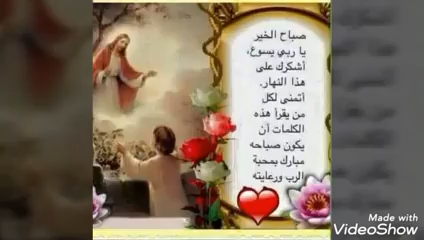 صباح الخير
يا ربي يسوع،
أشكرك على
هذا النهار.
أتمنى لكل
من يقرأ هذه
الكلمات أن
يكون صباحه
مبارك بمحبة
الرب ورعايته
Made with
VideoShow